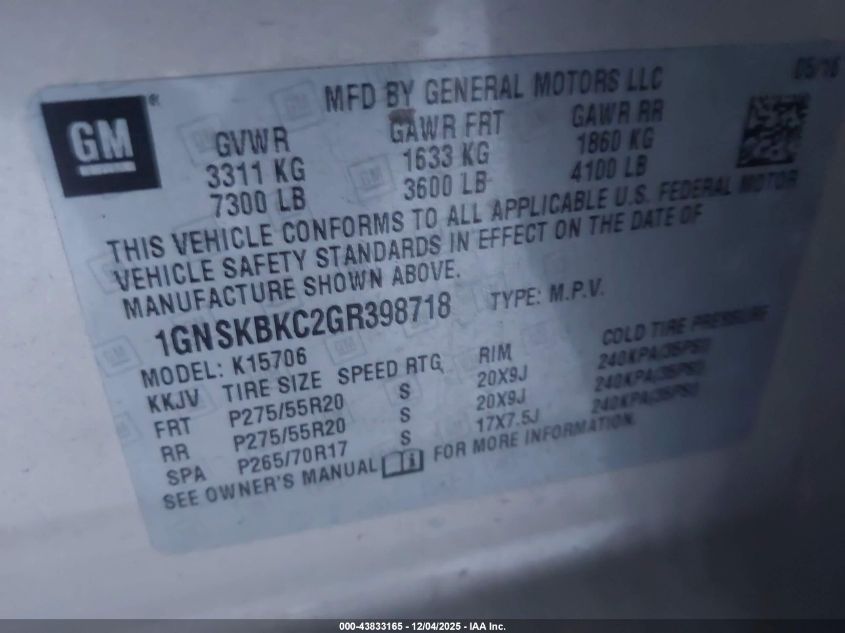 GM ®
MFD BY GENERAL MOTORS LLC
05/16
GVWR GAWR FRT GAWR RR
3311 KG 1633 KG 1860 KG
7300 LB 3600 LB 4100 LB
THIS VEHICLE CONFORMS TO ALL APPLICABLE U.S. FEDERAL MOTOR
VEHICLE SAFETY STANDARDS IN EFFECT ON THE DATE OF
MANUFACTURE SHOWN ABOVE.
1GNSKBKC2GR398718 TYPE: M.P.V.
MODEL: K15706
KKJV TIRE SIZE SPEED RTG RIM COLD TIRE PRESSURE
FRT P275/55R20 S 20X9J 240KPA(35PSI)
RR P275/55R20 S 20X9J 240KPA(35PSI)
SPA P265/70R17 S 17X7.5J 240KPA(35PSI)
SEE OWNER'S MANUAL FOR MORE INFORMATION.
000-43833165 - 12/04/2025 - IAA Inc.